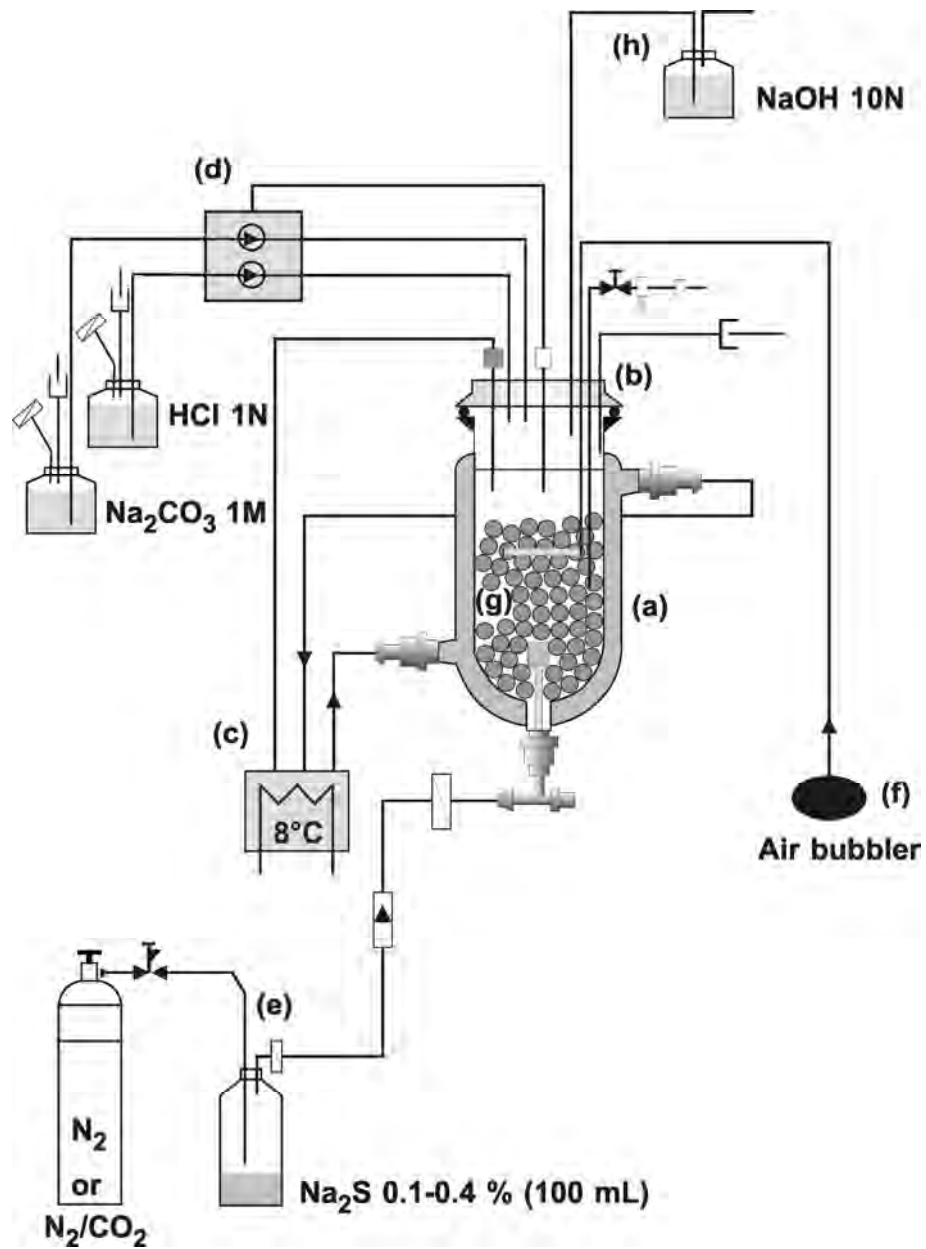 (h)
NaOH 10N
(d)
(b)
HCl 1N
Na₂CO₃ 1M
(g)
(a)
(c)
8°C
(f)
Air bubbler
(e)
N₂
or
N₂/CO₂
Na₂S 0.1-0.4 % (100 mL)